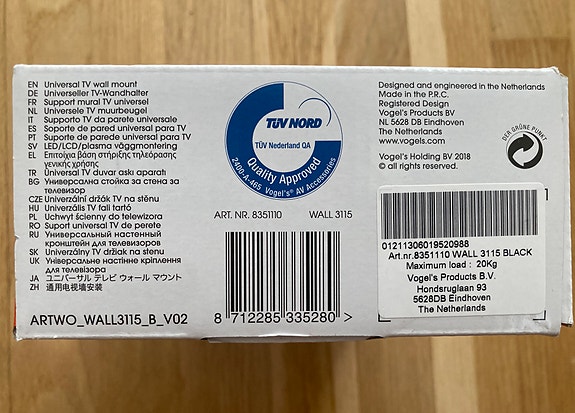 EN Universal TV wall mount
DE Universeller TV-Wandhalter
FR Support mural TV universel
NL Universele TV muurbeugel
IT Supporto TV da parete universale
ES Soporte de pared universal para TV
PT Suporte de parede universal para TV
SV LED/LCD/plasma väggmontering
EL Επιτοίχια βάση στήριξης τηλεόρασης
γενικής χρήσης
TR Universal TV duvar askı aparatı
BG Универсална стойка за стена за
телевизор
CZE Univerzální držák TV na stěnu
HU Univerzális TV fali tartó
PL Uchwyt ścienny do telewizora
RO Suport universal TV de perete
RU Универсальный настенный
кронштейн для телевизоров
SK Univerzálny TV držiak na stenu
UK Універсальне настінне кріплення
для телевізора
JA ユニバーサル テレビ ウォール マウント
ZH 通用电视墙安装
ARTWO_WALL3115_B_V02
TÜV NORD
TÜV Nederland QA
Quality Approved
2400-A-465 Vogel's® AV Accessories
ART. NR. 8351110 WALL 3115
8 712285 335280 >
Designed and engineered in the Netherlands
Made in the P.R.C.
Registered Design
Vogel's Products BV
NL 5628 DB Eindhoven
The Netherlands
www.vogels.com
Vogel's Holding BV 2018
© all rights reserved.
DER GRÜNE PUNKT
01211306019520988
Art.nr.8351110 WALL 3115 BLACK
Maximum load : 20Kg
Vogel's Products B.V.
Hondsruglaan 93
5628DB Eindhoven
The Netherlands